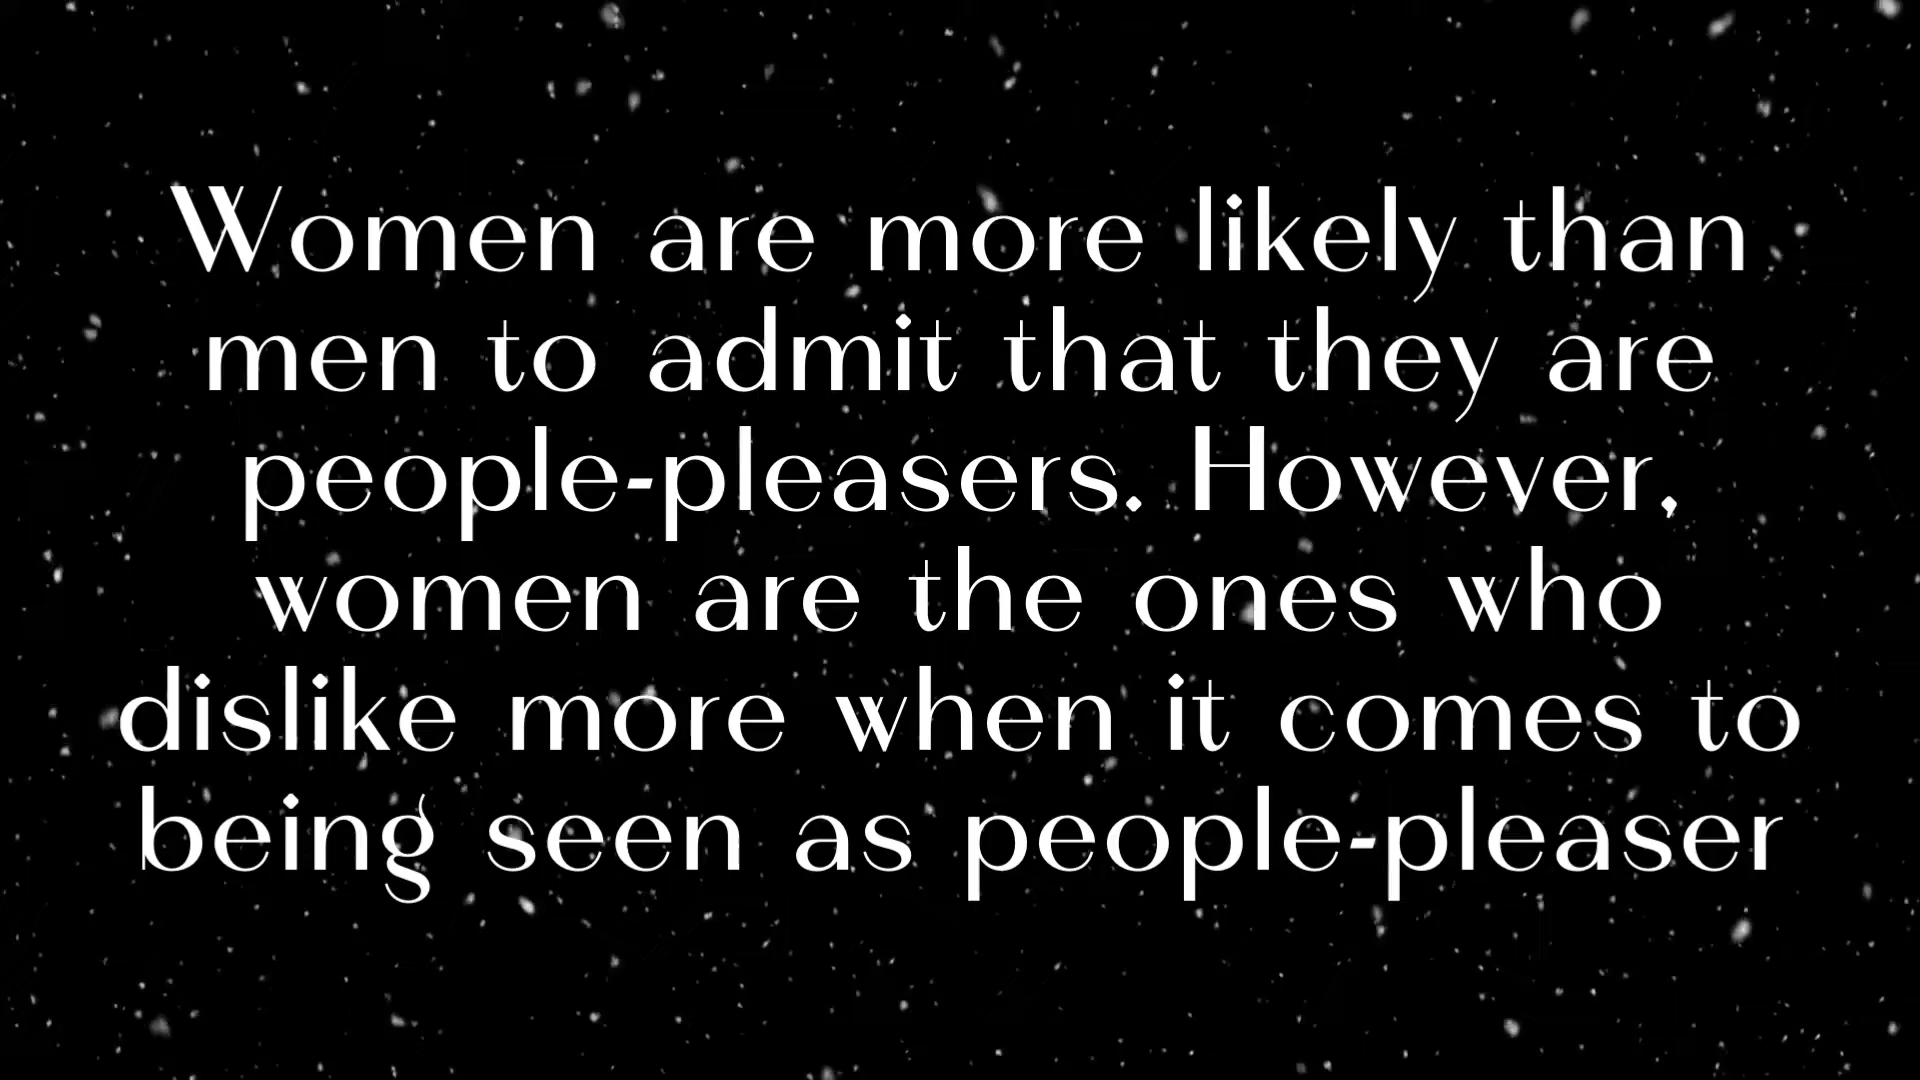 Women are more likely than
men to admit that they are
people-pleasers. However,
women are the ones who
dislike more when it comes to
being seen as people-pleaser